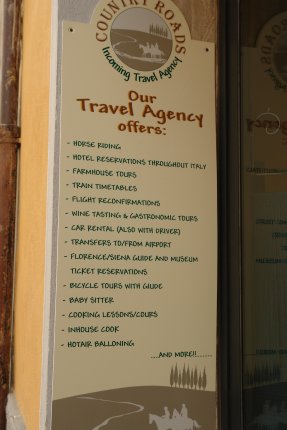 COUNTRY ROADS
Incoming Travel Agency
Our
Travel Agency
offers:
- HORSE RIDING
- HOTEL RESERVATIONS THROUGHOUT ITALY
- FARMHOUSE TOURS
- TRAIN TIMETABLES
- FLIGHT RECONFIRMATIONS
- WINE TASTING & GASTRONOMIC TOURS
- CAR RENTAL (ALSO WITH DRIVER)
- TRANSFERS TO/FROM AIRPORT
- FLORENCE/SIENA GUIDE AND MUSEUM
TICKET RESERVATIONS
- BICYCLE TOURS WITH GIUDE
- BABY SITTER
- COOKING LESSONS/COURS
- INHOUSE COOK
- HOTAIR BALLONING
....AND MORE!!.......